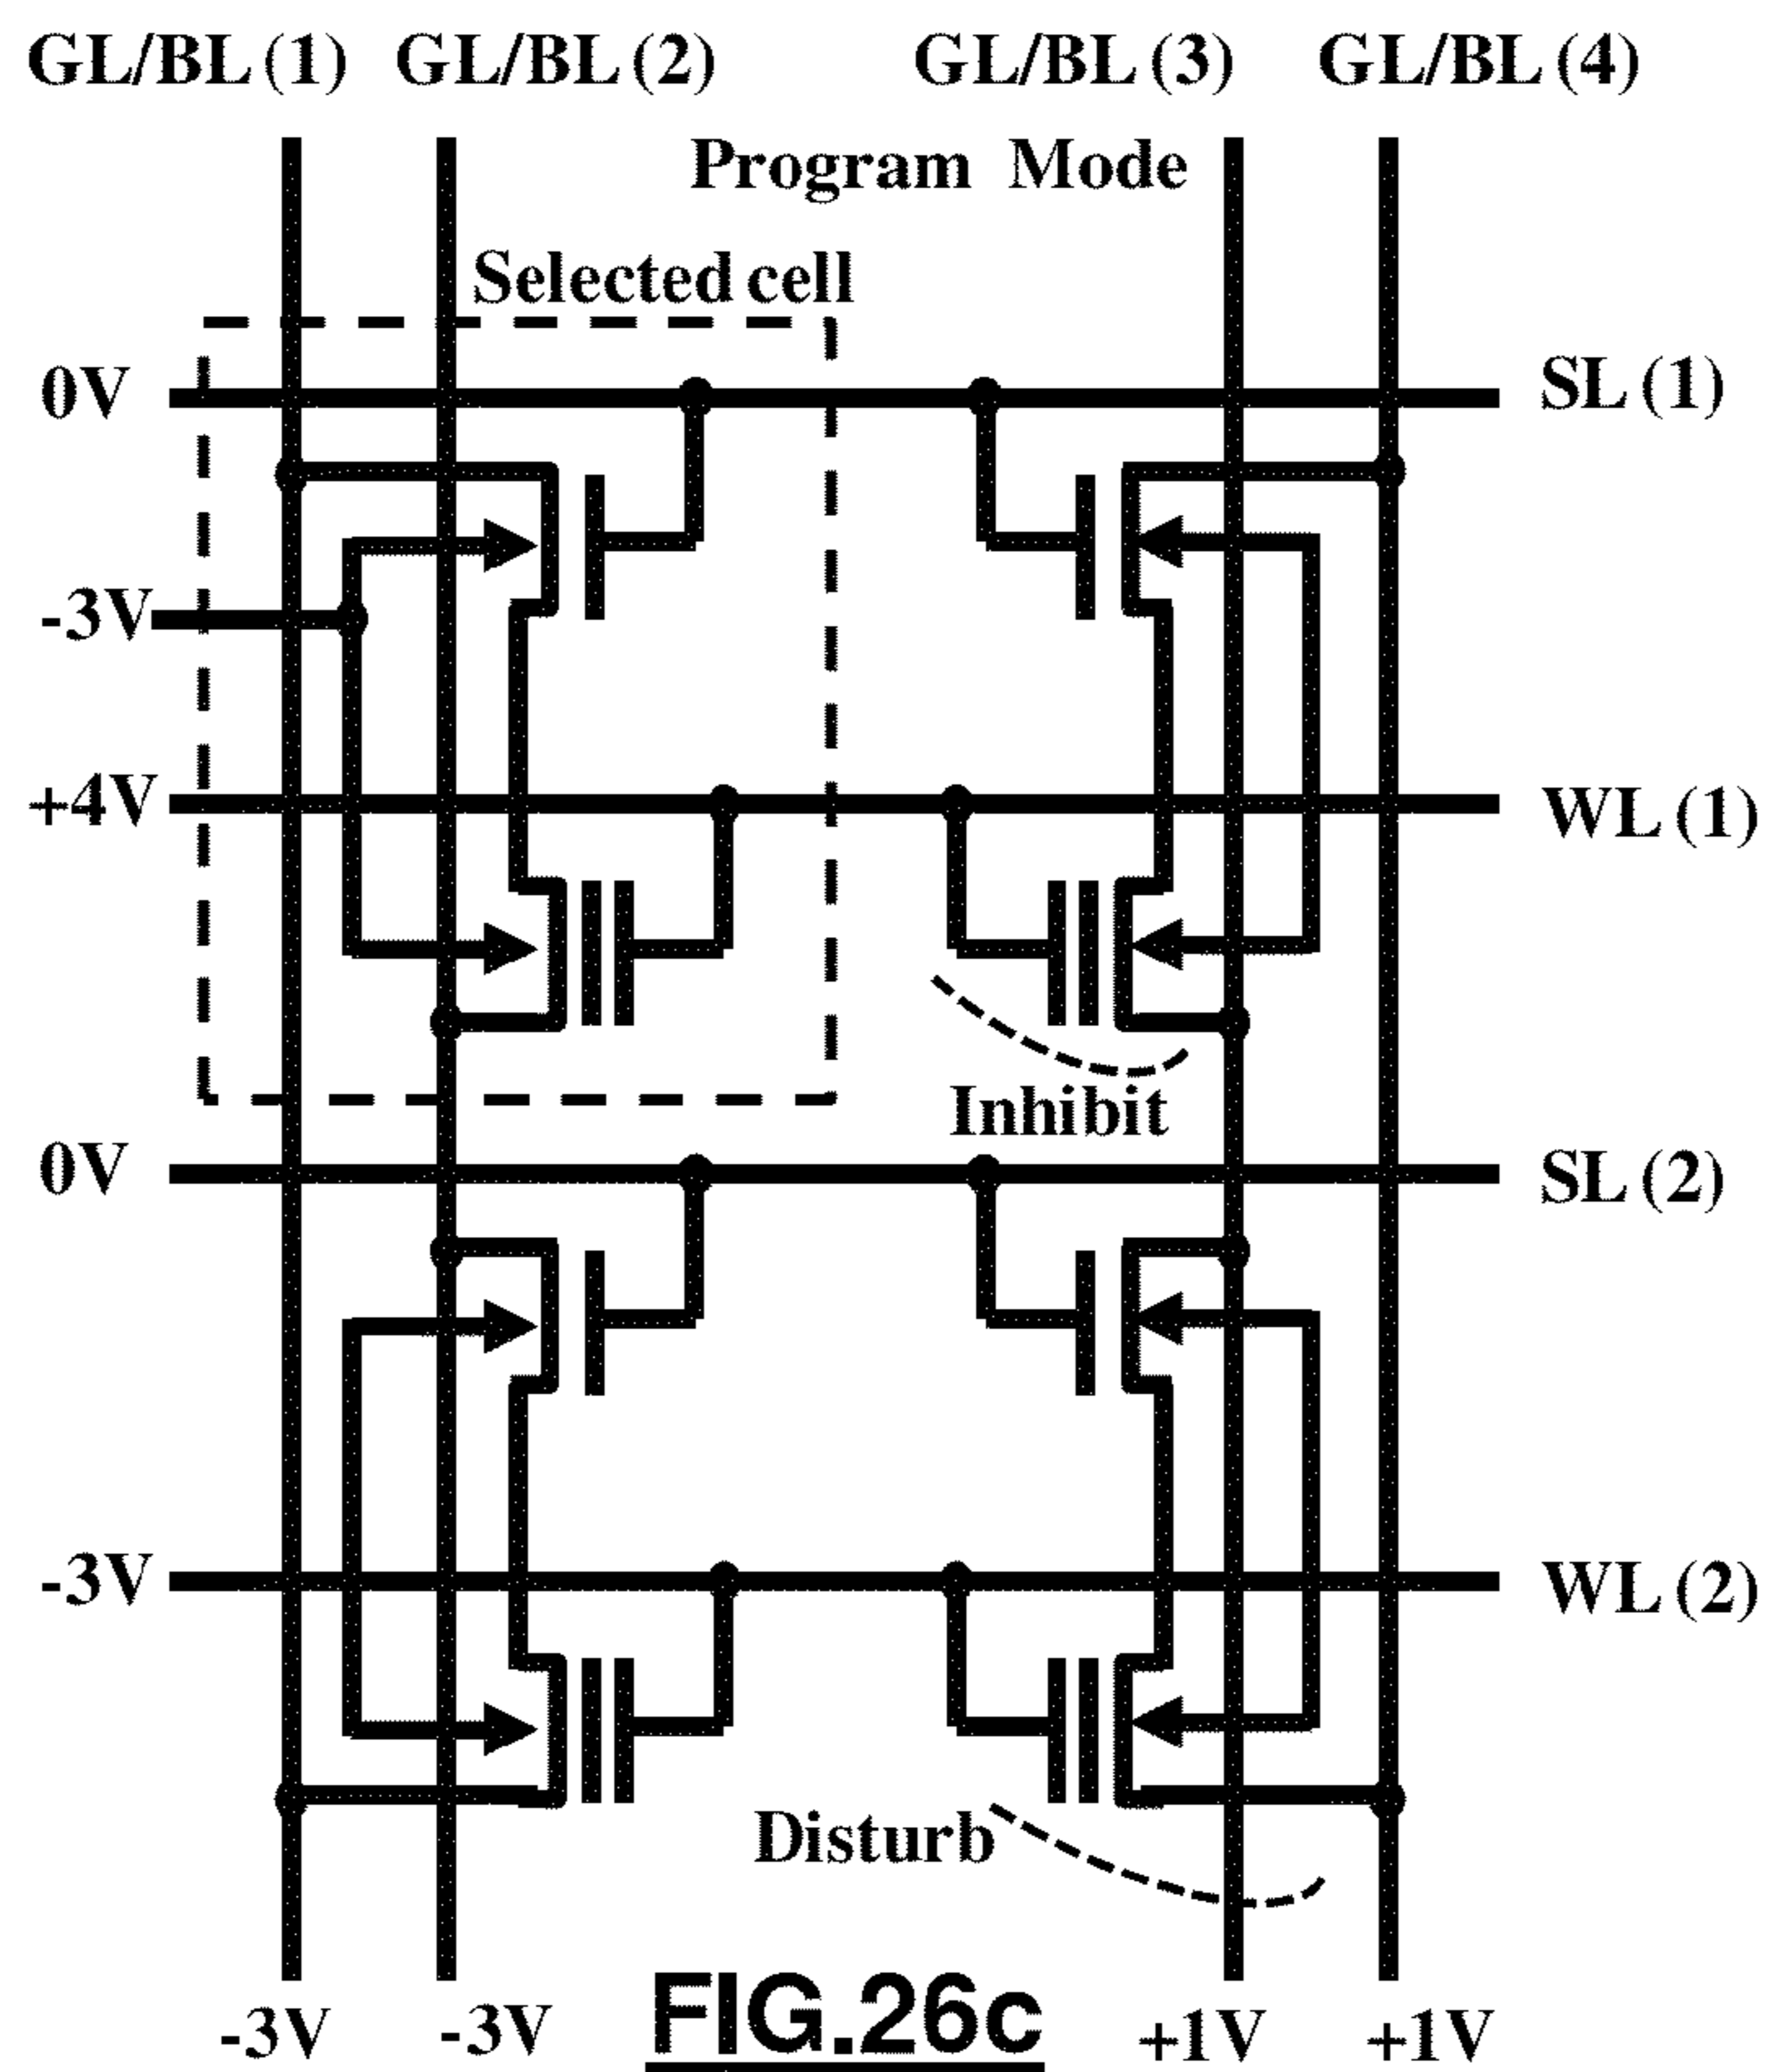 GL/BL (1) GL/BL (2) GL/BL (3) GL/BL (4)
Program Mode
Selected cell
0V SL (1)
-3V
+4V WL (1)
Inhibit
0V SL (2)
-3V WL (2)
Disturb
-3V -3V +1V +1V
FIG.26c